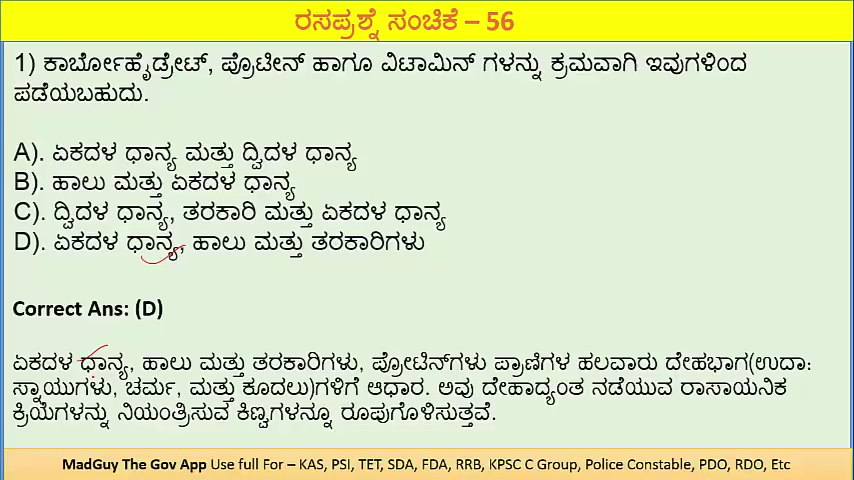 ರಸಪ್ರಶ್ನೆ ಸಂಚಿಕೆ – 56
1) ಕಾರ್ಬೋಹೈಡ್ರೇಟ್, ಪ್ರೊಟೀನ್ ಹಾಗೂ ವಿಟಾಮಿನ್ ಗಳನ್ನು ಕ್ರಮವಾಗಿ ಇವುಗಳಿಂದ
ಪಡೆಯಬಹುದು.
A). ಏಕದಳ ಧಾನ್ಯ ಮತ್ತು ದ್ವಿದಳ ಧಾನ್ಯ
B). ಹಾಲು ಮತ್ತು ಏಕದಳ ಧಾನ್ಯ
C). ದ್ವಿದಳ ಧಾನ್ಯ, ತರಕಾರಿ ಮತ್ತು ಏಕದಳ ಧಾನ್ಯ
D). ಏಕದಳ ಧಾನ್ಯ, ಹಾಲು ಮತ್ತು ತರಕಾರಿಗಳು
Correct Ans: (D)
ಏಕದಳ ಧಾನ್ಯ, ಹಾಲು ಮತ್ತು ತರಕಾರಿಗಳು, ಪ್ರೋಟಿನ್‌ಗಳು ಪ್ರಾಣಿಗಳ ಹಲವಾರು ದೇಹಭಾಗ(ಉದಾ:
ಸ್ನಾಯುಗಳು, ಚರ್ಮ, ಮತ್ತು ಕೂದಲು)ಗಳಿಗೆ ಆಧಾರ. ಅವು ದೇಹಾದ್ಯಂತ ನಡೆಯುವ ರಾಸಾಯನಿಕ
ಕ್ರಿಯೆಗಳನ್ನು ನಿಯಂತ್ರಿಸುವ ಕಿಣ್ವಗಳನ್ನೂ ರೂಪುಗೊಳಿಸುತ್ತವೆ.
MadGuy The Gov App Use full For – KAS, PSI, TET, SDA, FDA, RRB, KPSC C Group, Police Constable, PDO, RDO, Etc